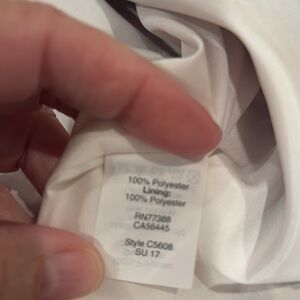 100% Polyester
Lining:
100% Polyester
RN77388
CA56445
Style C5608
SU 17